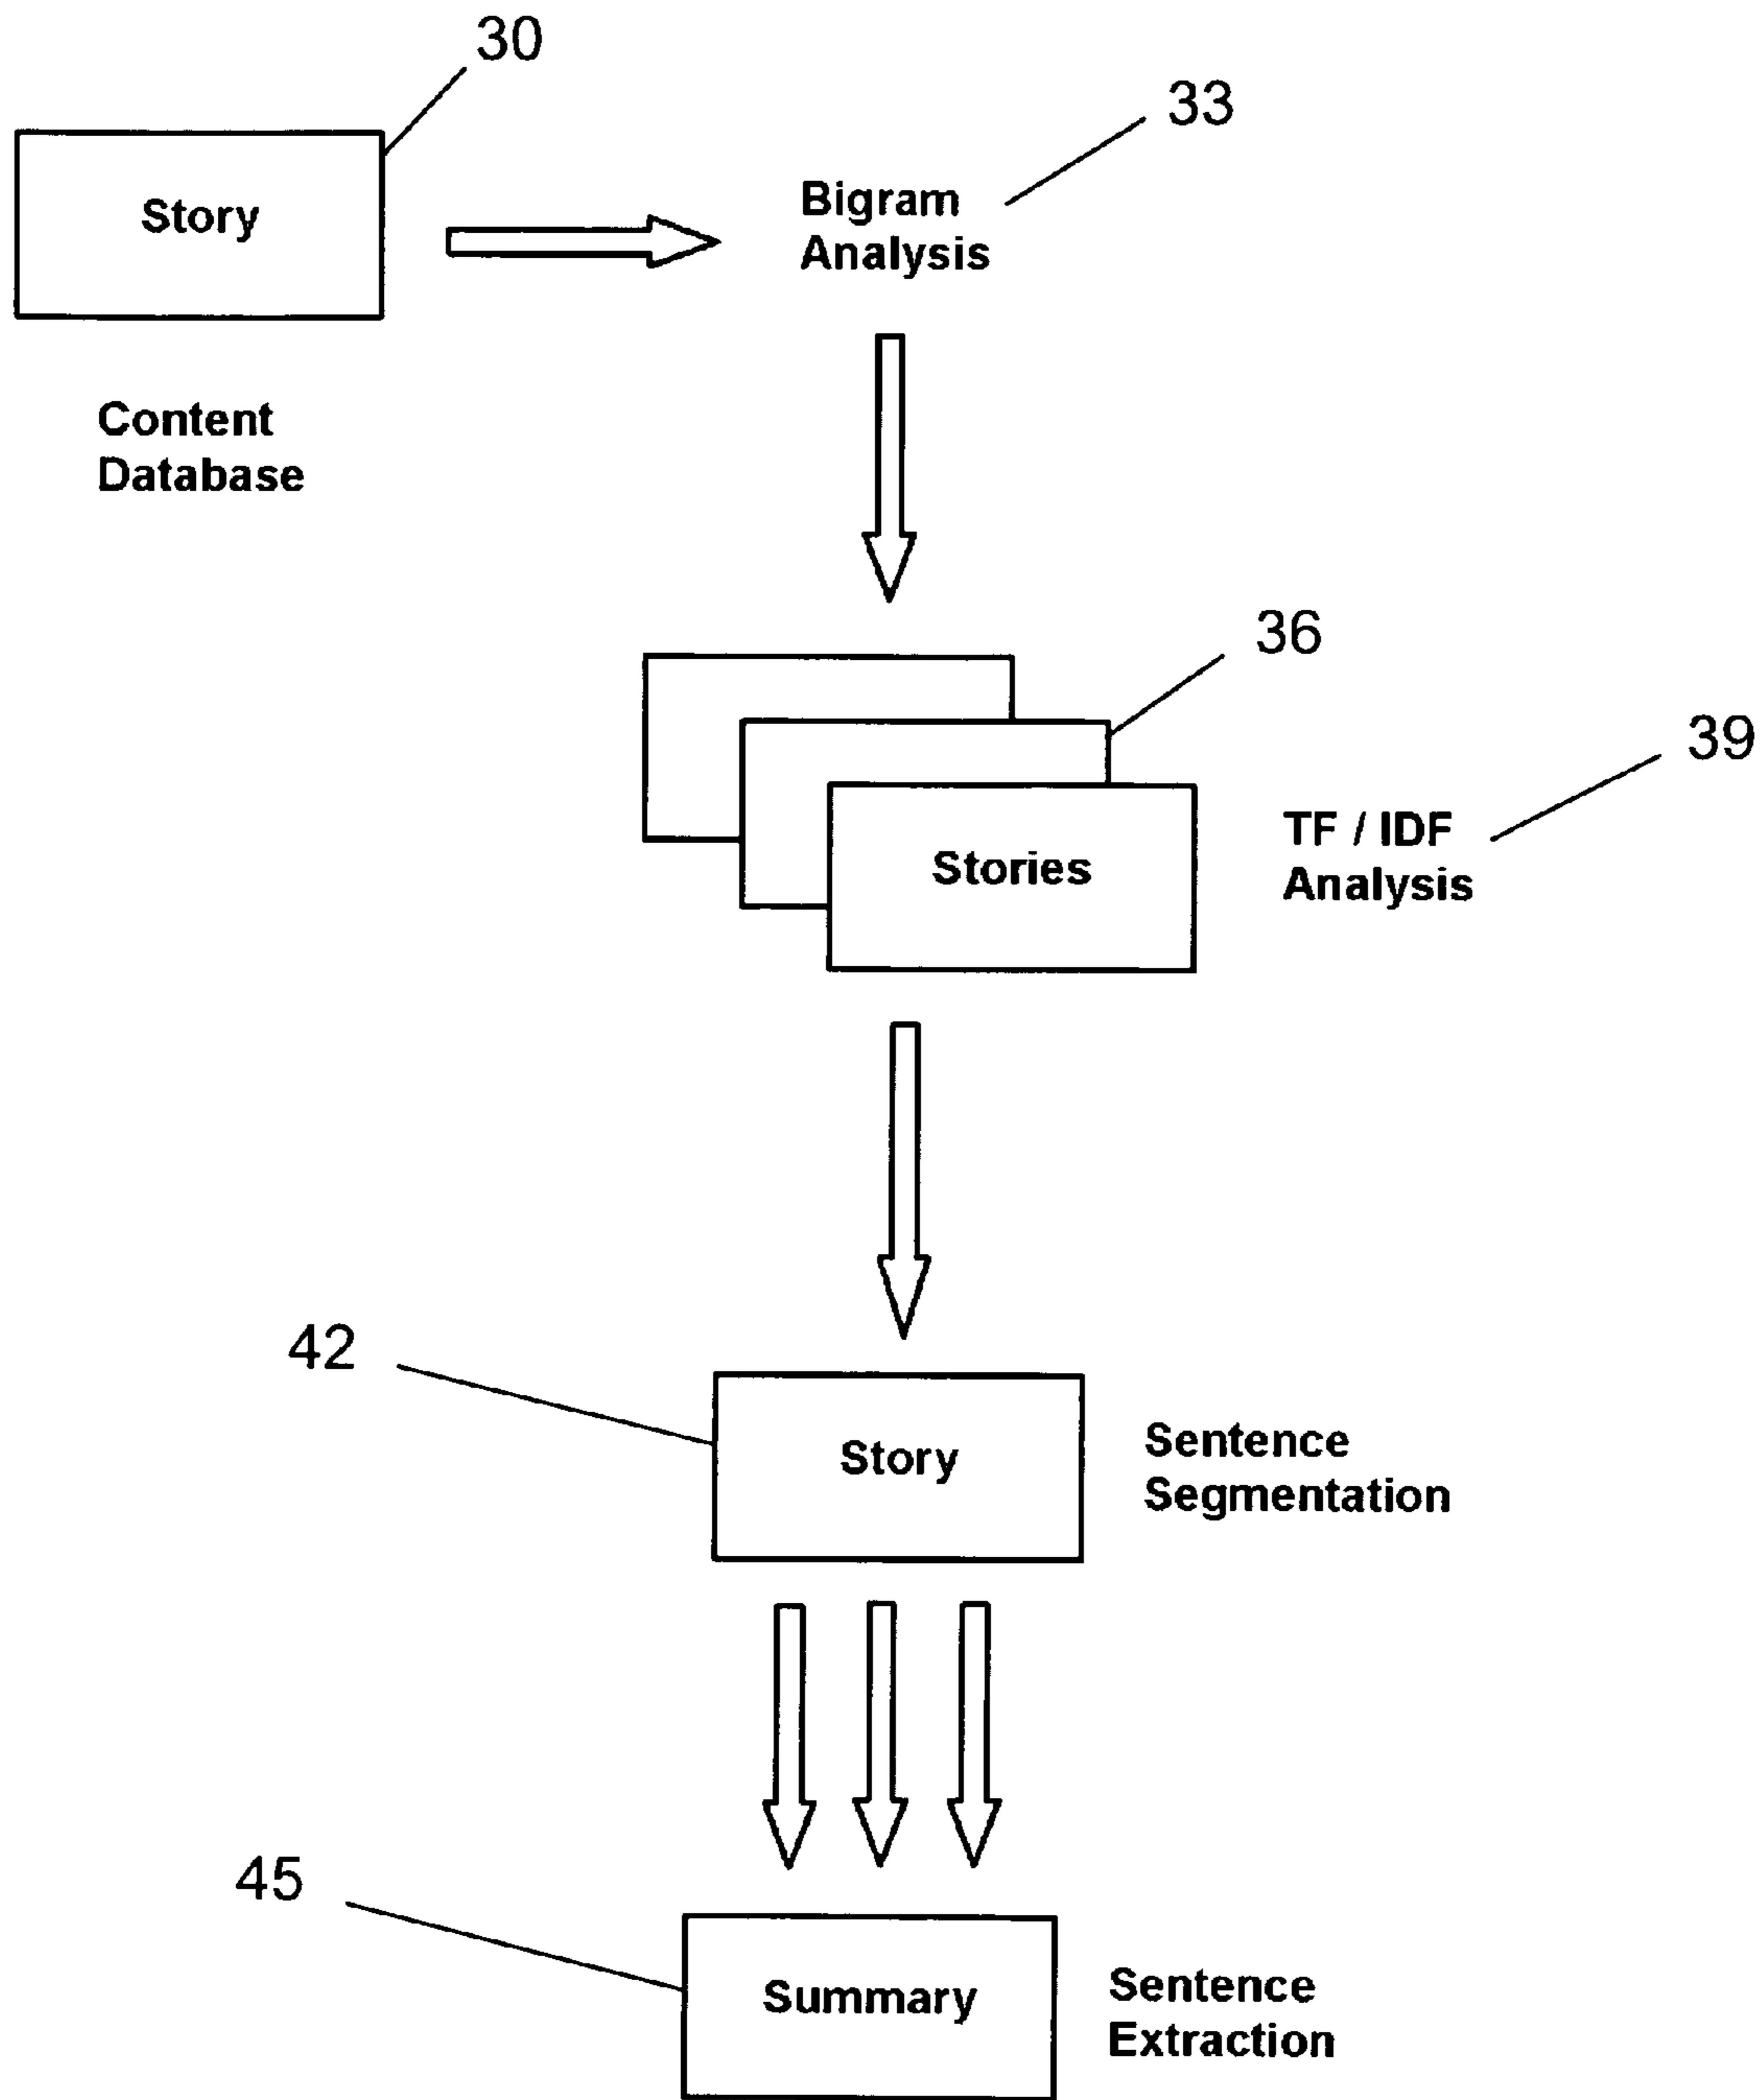 30
33
Story
Bigram
Analysis
Content
Database
36
39
TF / IDF
Analysis
Stories
42
Story
Sentence
Segmentation
45
Summary
Sentence
Extraction